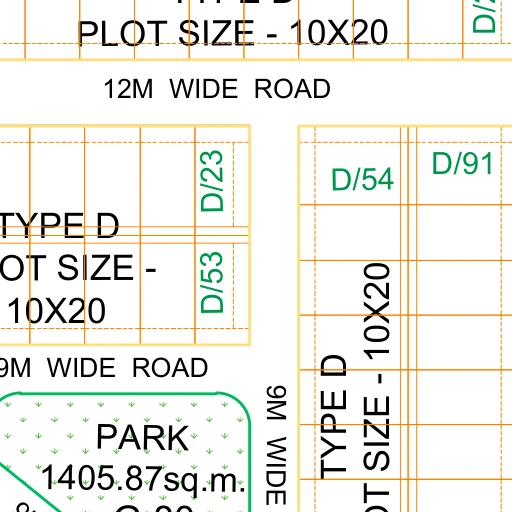 PLOT SIZE - 10X20
12M WIDE ROAD
D/23
D/54
D/91
TYPE D
OT SIZE -
10X20
D/53
9M WIDE ROAD
TYPE D
OT SIZE - 10X20
9M WIDE
PARK
1405.87sq.m.